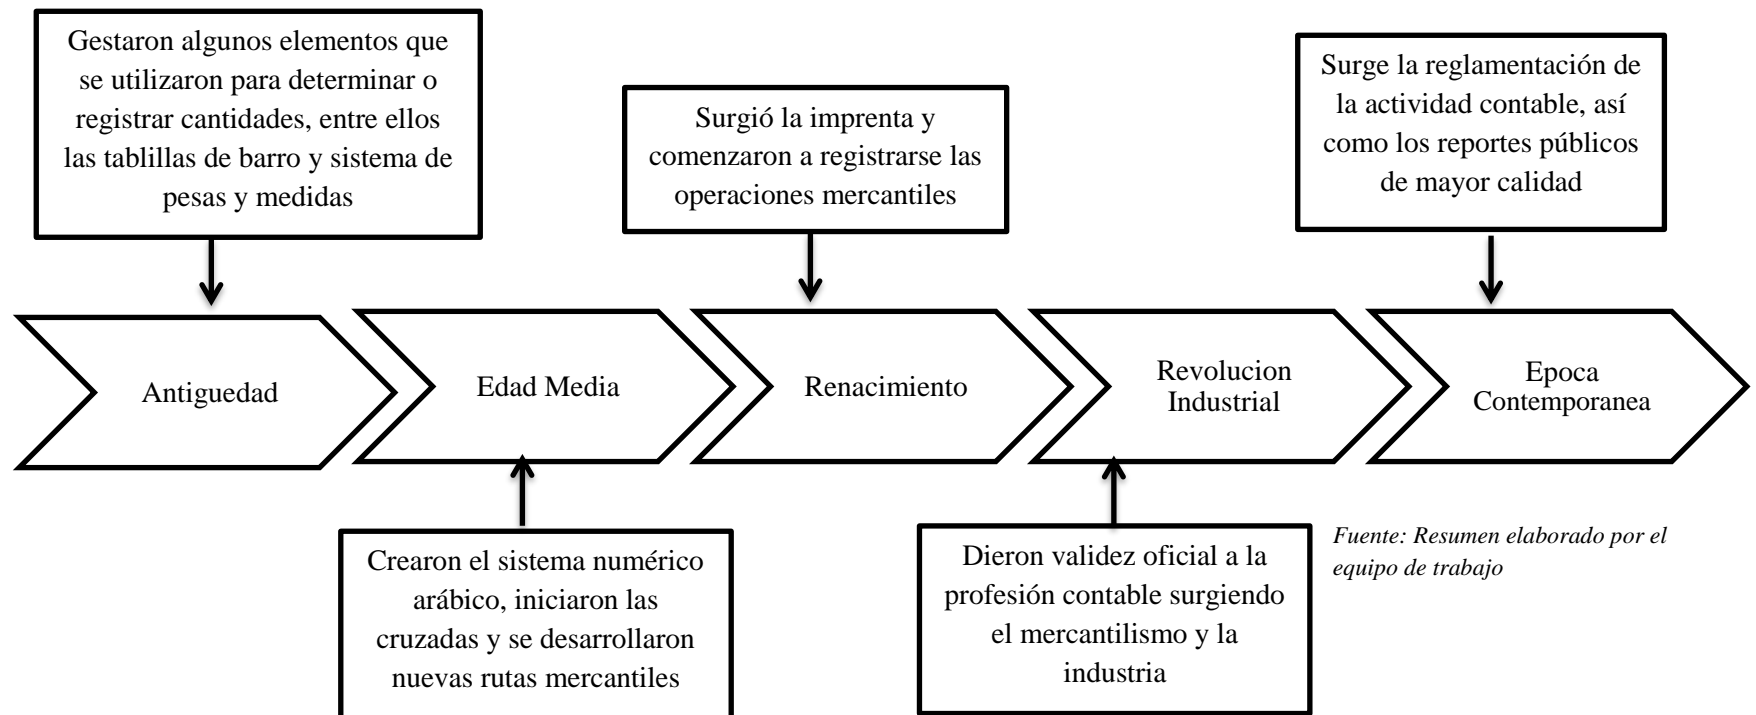 Gestaron algunos elementos que
se utilizaron para determinar o
registrar cantidades, entre ellos
las tablillas de barro y sistema de
pesas y medidas
Surgió la imprenta y
comenzaron a registrarse las
operaciones mercantiles
Surge la reglamentación de
la actividad contable, así
como los reportes públicos
de mayor calidad
Antiguedad
Edad Media
Renacimiento
Revolucion
Industrial
Epoca
Contemporanea
Crearon el sistema numérico
arábico, iniciaron las
cruzadas y se desarrollaron
nuevas rutas mercantiles
Dieron validez oficial a la
profesión contable surgiendo
el mercantilismo y la
industria
Fuente: Resumen elaborado por el
equipo de trabajo